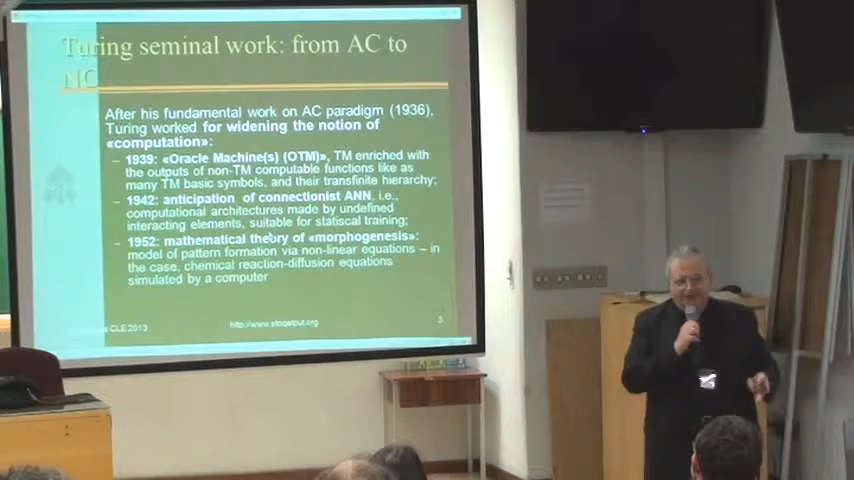 Turing seminal work: from AC to
NC
After his fundamental work on AC paradigm (1936),
Turing worked for widening the notion of
«computation»:
– 1939: «Oracle Machine(s) (OTM)», TM enriched with
the outputs of non-TM computable functions like as
many TM basic symbols, and their transfinite hierarchy;
– 1942: anticipation of connectionist ANN, i.e.,
computational architectures made by undefined
interacting elements, suitable for statiscal training;
– 1952: mathematical theory of «morphogenesis»:
model of pattern formation via non-linear equations – in
the case, chemical reaction-diffusion equations
simulated by a computer
CLE 2013
http://www.stoqatpur.org
3